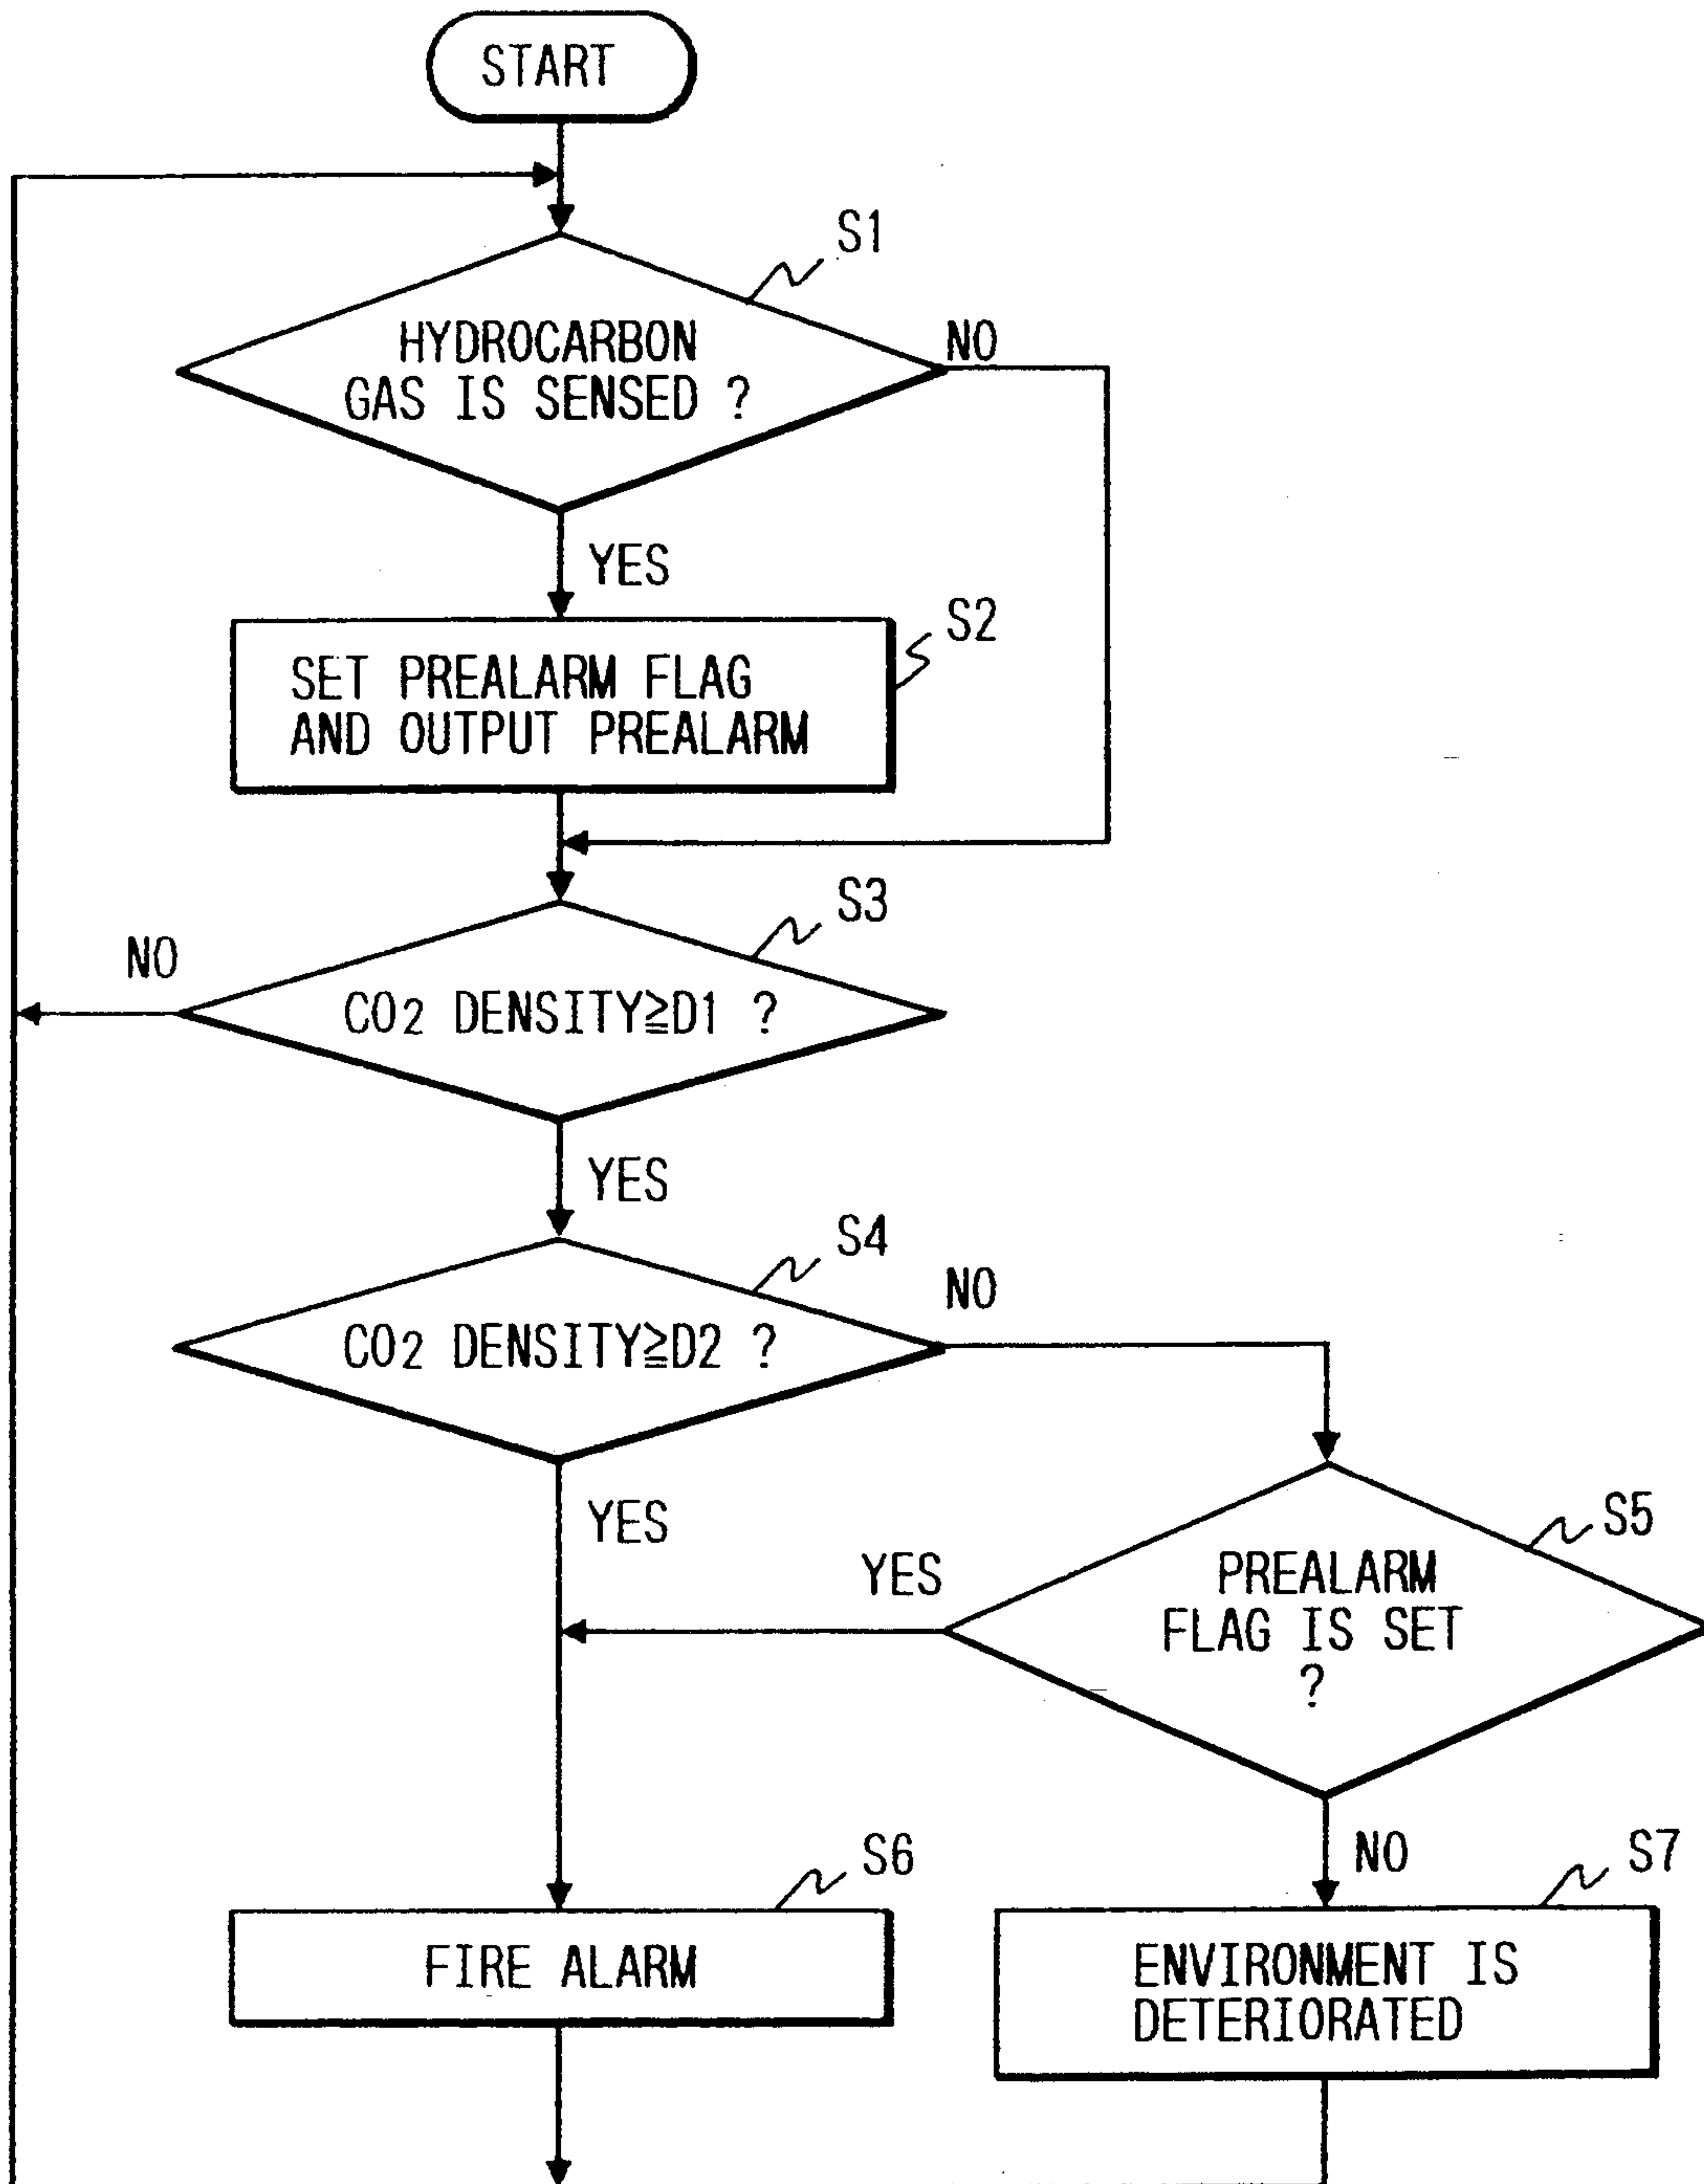 START
S1
HYDROCARBON
GAS IS SENSED ?
NO
YES
S2
SET PREALARM FLAG
AND OUTPUT PREALARM
S3
NO
CO2 DENSITY≧D1 ?
YES
S4
NO
CO2 DENSITY≧D2 ?
YES
S5
YES
PREALARM
FLAG IS SET
?
NO
S6
S7
FIRE ALARM
ENVIRONMENT IS
DETERIORATED